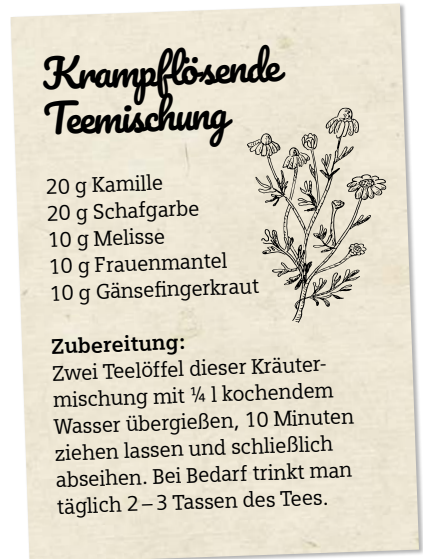 Krampflösende
Teemischung
20 g Kamille
20 g Schafgarbe
10 g Melisse
10 g Frauenmantel
10 g Gänsefingerkraut
Zubereitung:
Zwei Teelöffel dieser Kräuter-
mischung mit ¼ l kochendem
Wasser übergießen, 10 Minuten
ziehen lassen und schließlich
abseihen. Bei Bedarf trinkt man
täglich 2 – 3 Tassen des Tees.